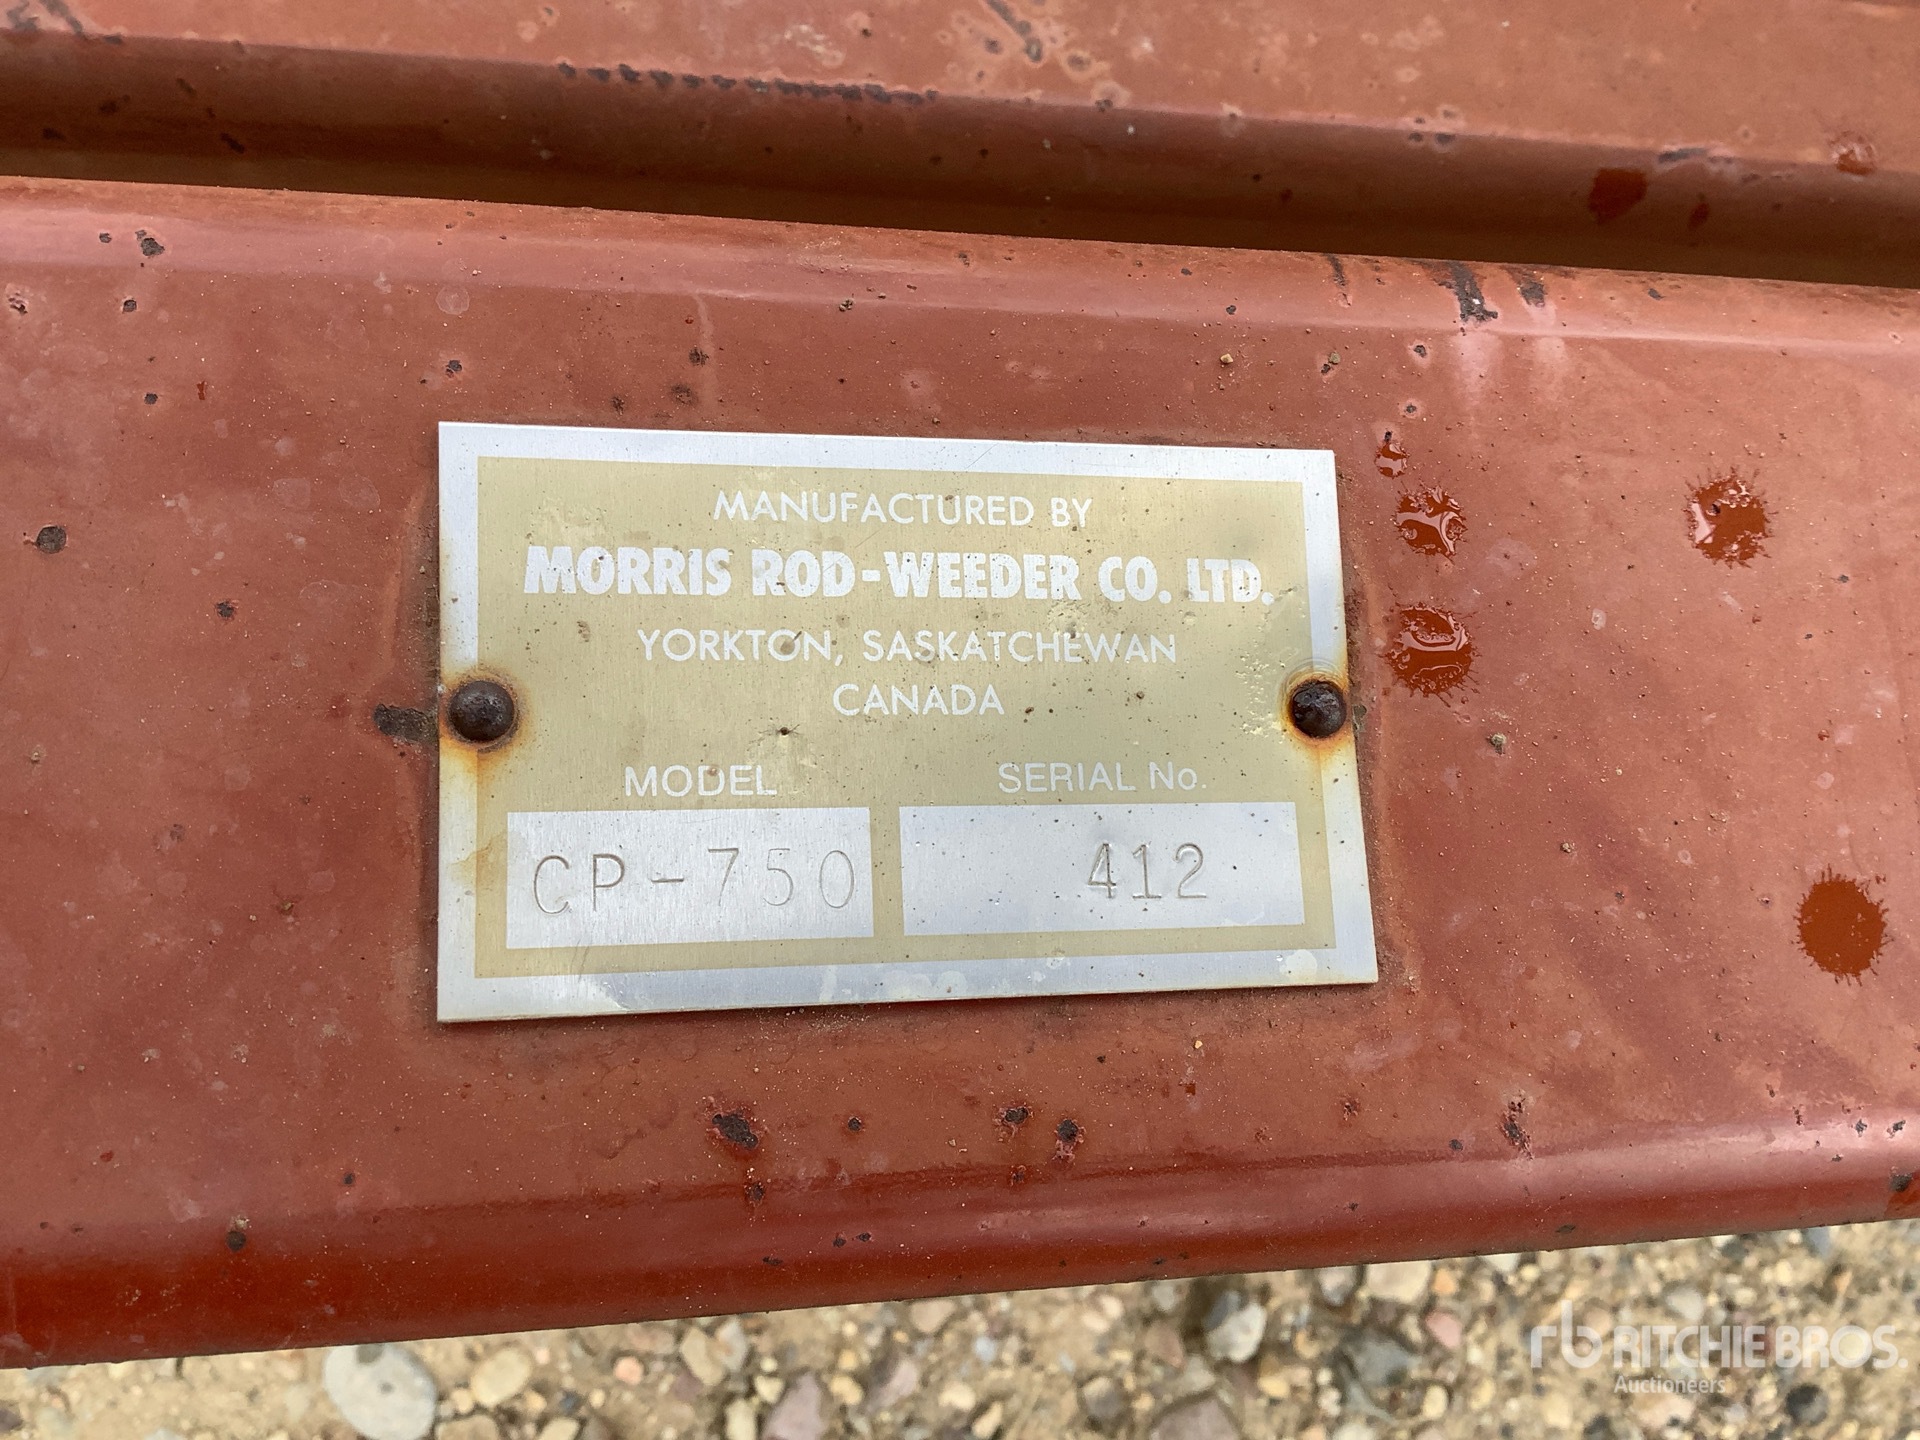 MANUFACTURED BY
MORRIS ROD-WEEDER CO. LTD.
YORKTON, SASKATCHEWAN
CANADA
MODEL SERIAL No.
CP-750 412
rb RITCHIE BROS.
Auctioneers